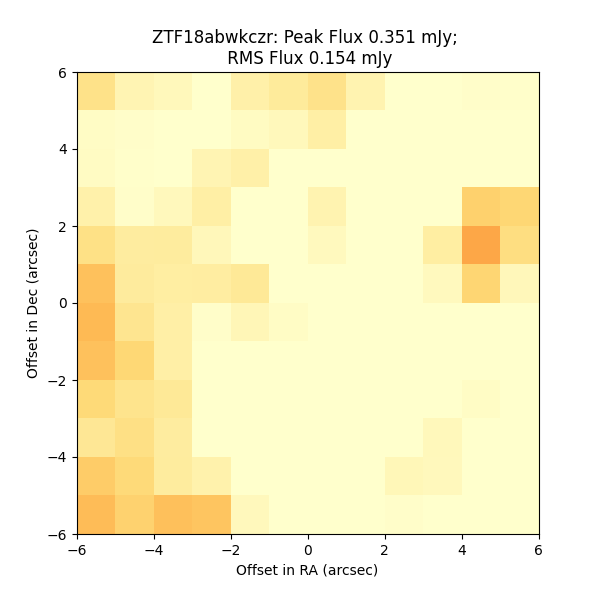 ZTF18abwkczr: Peak Flux 0.351 mJy;
RMS Flux 0.154 mJy
6
4
2
0
−2
−4
−6
Offset in Dec (arcsec)
−6 −4 −2 0 2 4 6
Offset in RA (arcsec)